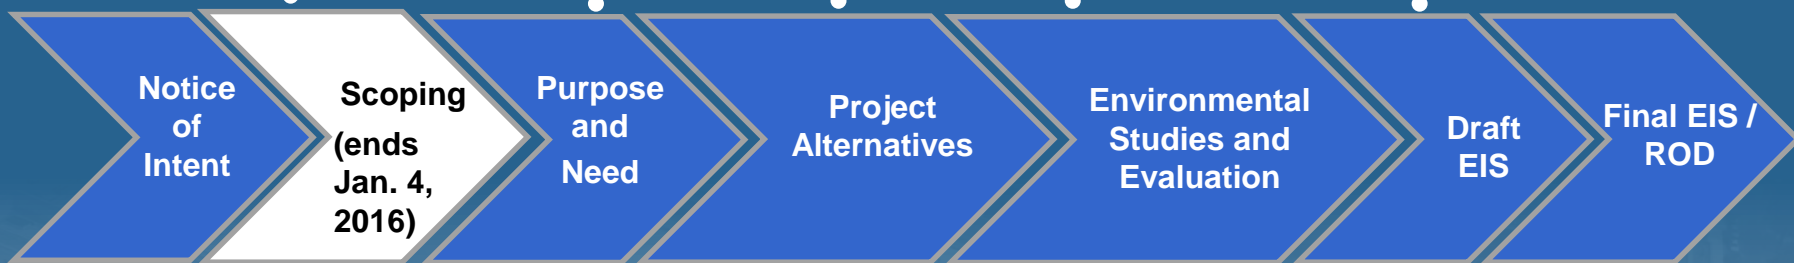 Notice
of
Intent
Scoping
(ends
Jan. 4,
2016)
Purpose
and
Need
Project
Alternatives
Environmental
Studies and
Evaluation
Draft
EIS
Final EIS /
ROD